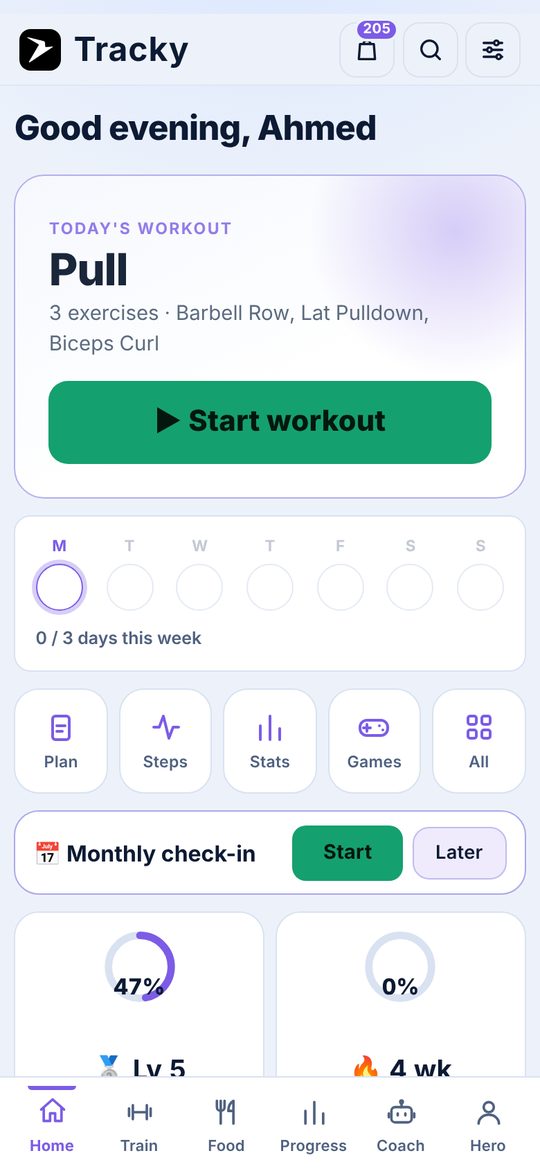 205
Tracky
Good evening, Ahmed
TODAY'S WORKOUT
Pull
3 exercises · Barbell Row, Lat Pulldown,
Biceps Curl
▶ Start workout
M T W T F S S
0 / 3 days this week
Plan Steps Stats Games All
📅 Monthly check-in Start Later
47% 0%
🥈 Lv 5 🔥 4 wk
Home Train Food Progress Coach Hero